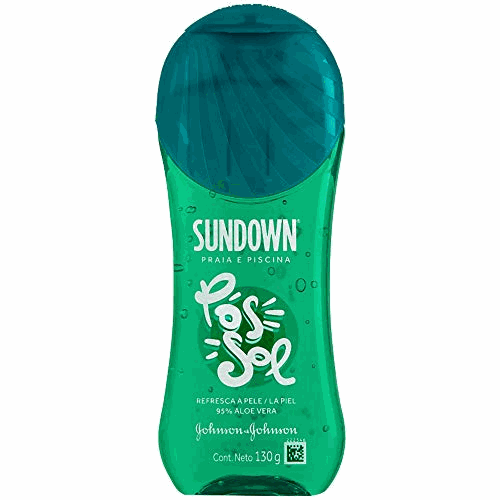 SUNDOWN®
PRAIA E PISCINA
Pós
Sol
REFRESCA A PELE / LA PIEL
95% ALOE VERA
Johnson & Johnson
Cont. Neto 130 g